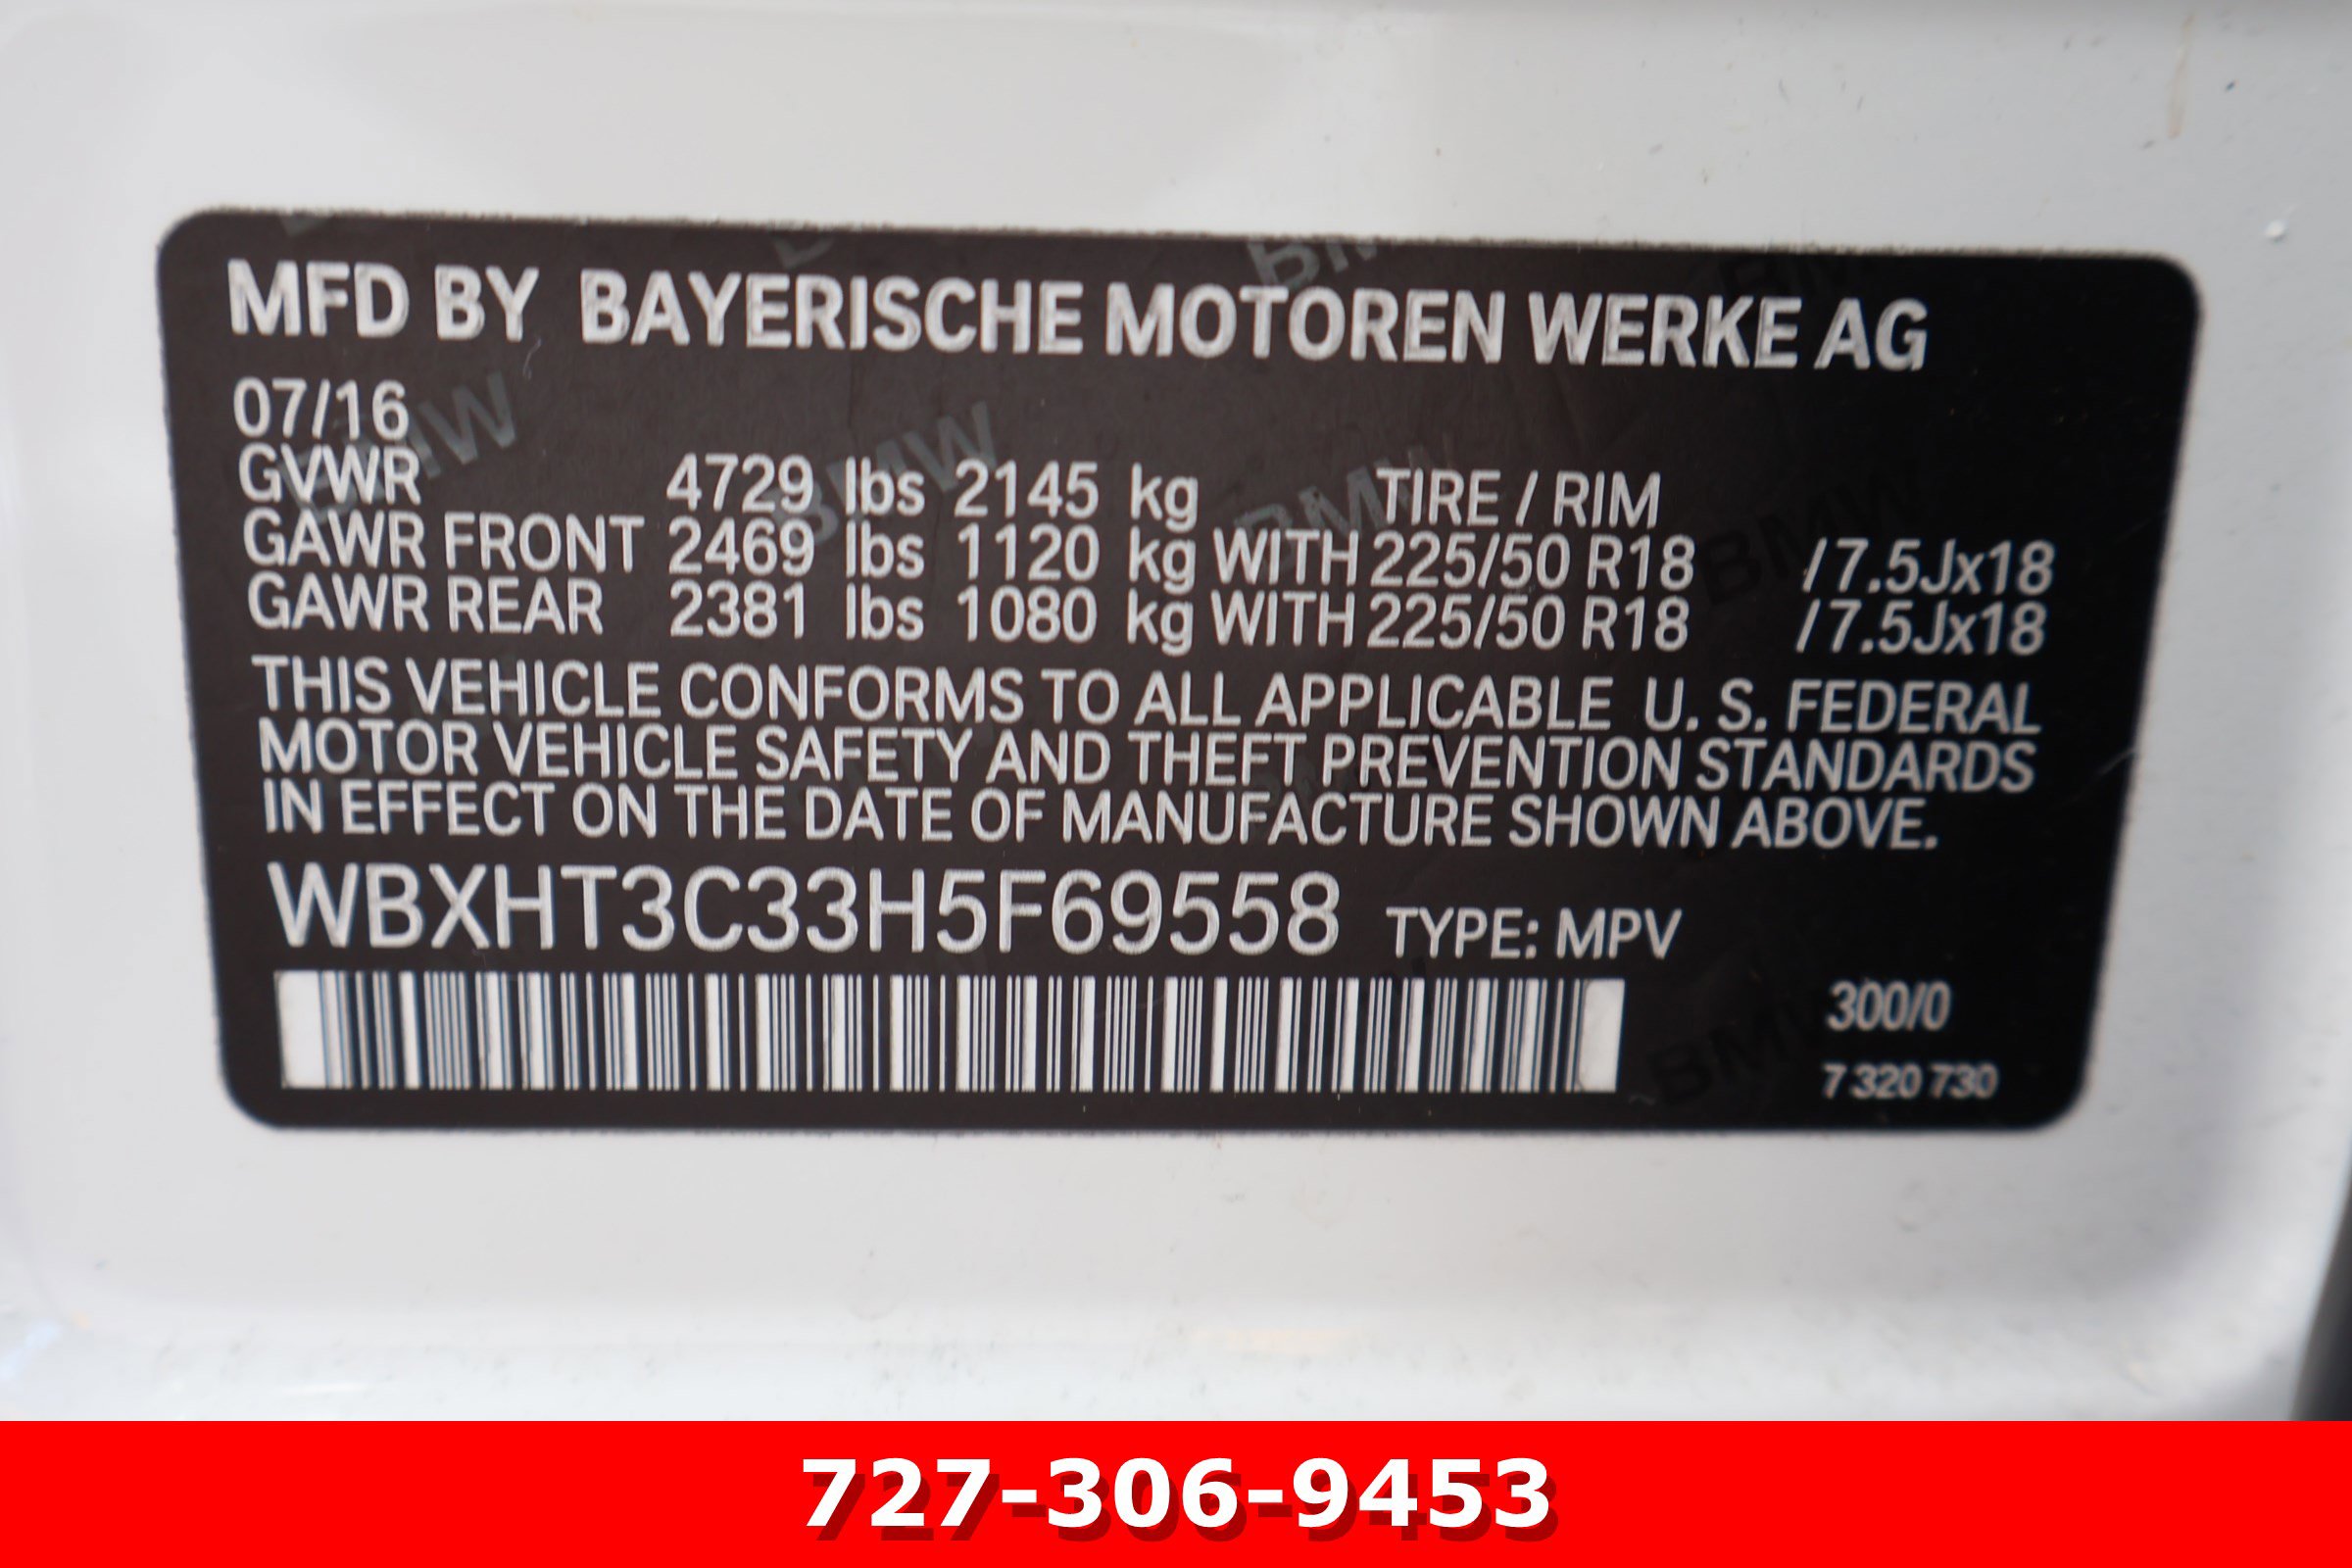 MFD BY BAYERISCHE MOTOREN WERKE AG
07/16
GVWR 4729 lbs 2145 kg TIRE / RIM
GAWR FRONT 2469 lbs 1120 kg WITH 225/50 R18 / 7.5Jx18
GAWR REAR 2381 lbs 1080 kg WITH 225/50 R18 / 7.5Jx18
THIS VEHICLE CONFORMS TO ALL APPLICABLE U. S. FEDERAL
MOTOR VEHICLE SAFETY AND THEFT PREVENTION STANDARDS
IN EFFECT ON THE DATE OF MANUFACTURE SHOWN ABOVE.
WBXHT3C33H5F69558 TYPE: MPV
300/0
7 320 730
727-306-9453